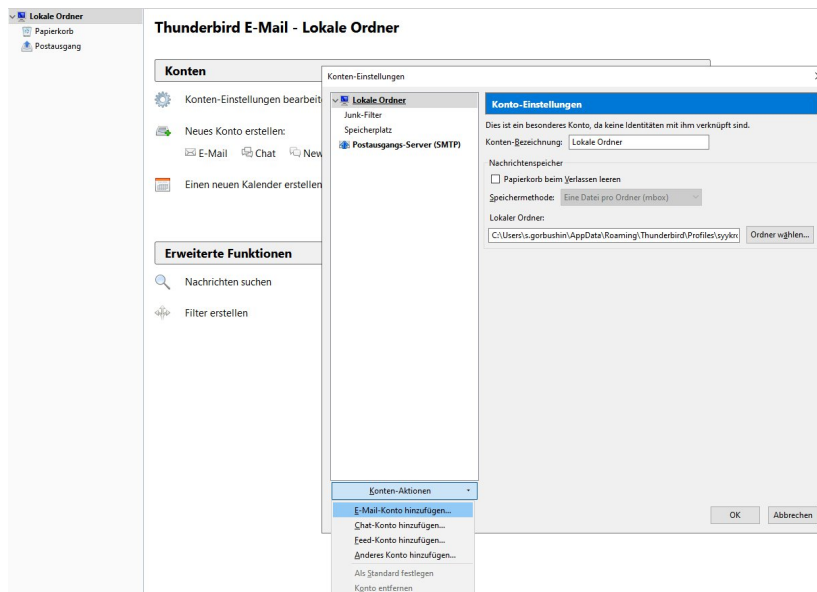 Lokale Ordner
Papierkorb
Postausgang
Thunderbird E-Mail - Lokale Ordner
Konten
Konten-Einstellungen bearbeit
Neues Konto erstellen:
E-Mail Chat New
Einen neuen Kalender erstellen
Erweiterte Funktionen
Nachrichten suchen
Filter erstellen
Konten-Einstellungen
Lokale Ordner
Junk-Filter
Speicherplatz
Postausgangs-Server (SMTP)
Konto-Einstellungen
Dies ist ein besonderes Konto, da keine Identitäten mit ihm verknüpft sind.
Konten-Bezeichnung: Lokale Ordner
Nachrichtenspeicher
Papierkorb beim Verlassen leeren
Speichermethode: Eine Datei pro Ordner (mbox)
Lokaler Ordner:
C:\Users\s.gorbushin\AppData\Roaming\Thunderbird\Profiles\syykr Ordner wählen...
Konten-Aktionen
E-Mail-Konto hinzufügen...
Chat-Konto hinzufügen...
Feed-Konto hinzufügen...
Anderes Konto hinzufügen...
Als Standard festlegen
Konto entfernen
OK Abbrechen